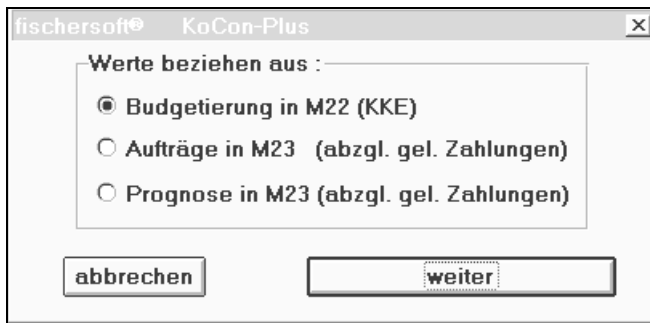 fischersoft® KoCon-Plus
Werte beziehen aus :
Budgetierung in M22 (KKE)
Aufträge in M23 (abzgl. gel. Zahlungen)
Prognose in M23 (abzgl. gel. Zahlungen)
abbrechen weiter